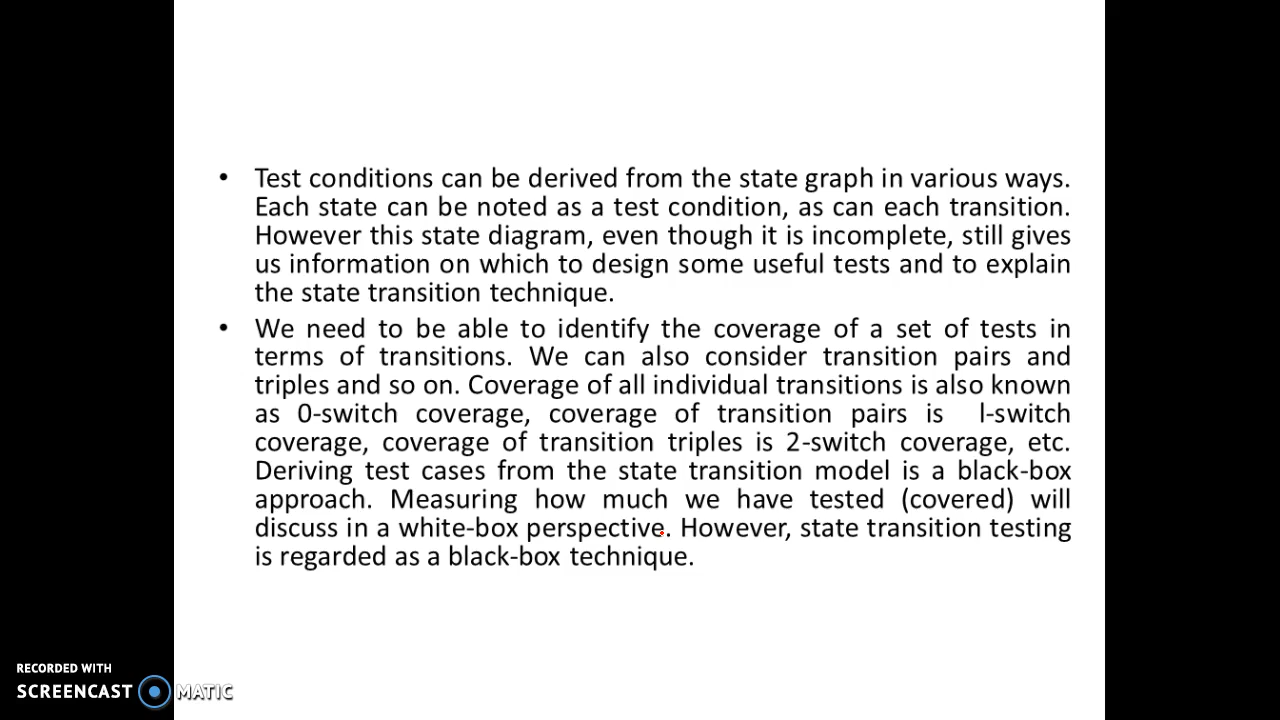 • Test conditions can be derived from the state graph in various ways.
Each state can be noted as a test condition, as can each transition.
However this state diagram, even though it is incomplete, still gives
us information on which to design some useful tests and to explain
the state transition technique.
• We need to be able to identify the coverage of a set of tests in
terms of transitions. We can also consider transition pairs and
triples and so on. Coverage of all individual transitions is also known
as 0-switch coverage, coverage of transition pairs is l-switch
coverage, coverage of transition triples is 2-switch coverage, etc.
Deriving test cases from the state transition model is a black-box
approach. Measuring how much we have tested (covered) will
discuss in a white-box perspective. However, state transition testing
is regarded as a black-box technique.
RECORDED WITH
SCREENCAST MATIC